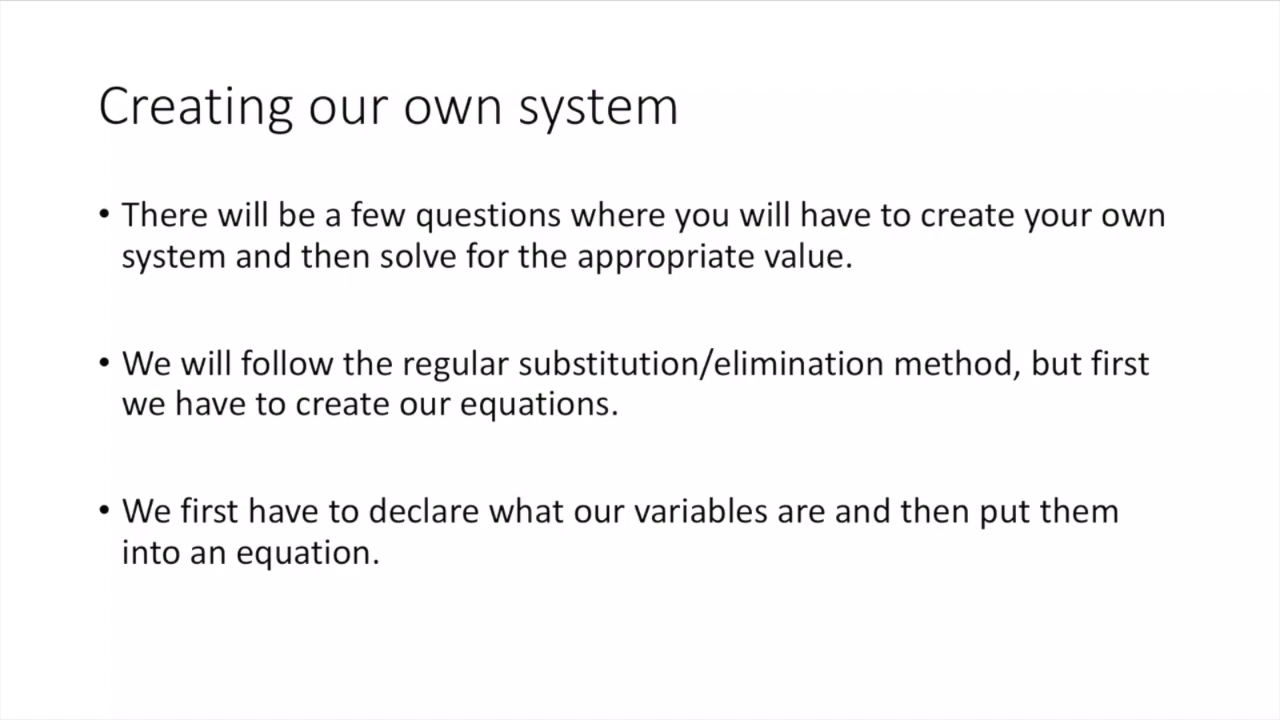 Creating our own system
• There will be a few questions where you will have to create your own
system and then solve for the appropriate value.
• We will follow the regular substitution/elimination method, but first
we have to create our equations.
• We first have to declare what our variables are and then put them
into an equation.